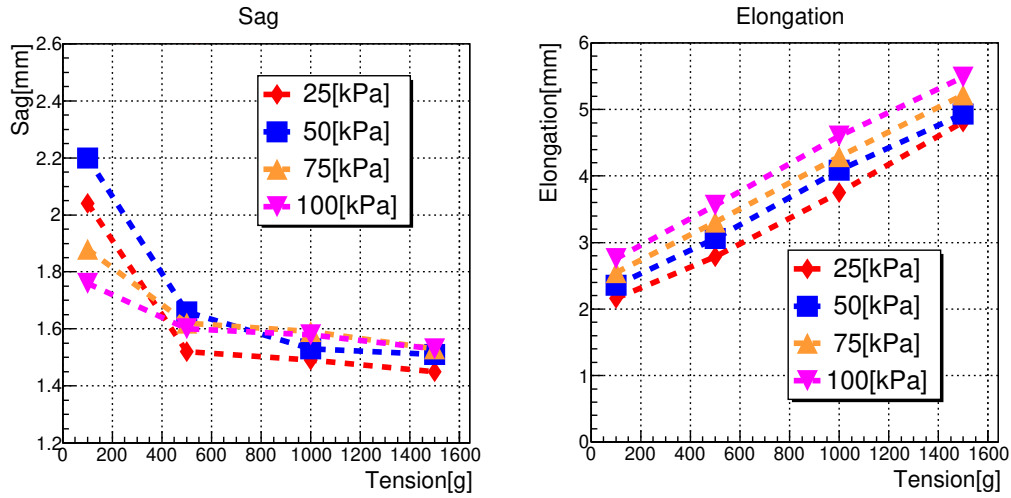 Sag
Sag[mm]
2.6
2.4
2.2
2
1.8
1.6
1.4
1.2
0 200 400 600 800 1000 1200 1400 1600
Tension[g]
25[kPa]
50[kPa]
75[kPa]
100[kPa]
Elongation
Elongation[mm]
6
5
4
3
2
1
0
0 200 400 600 800 1000 1200 1400 1600
Tension[g]
25[kPa]
50[kPa]
75[kPa]
100[kPa]